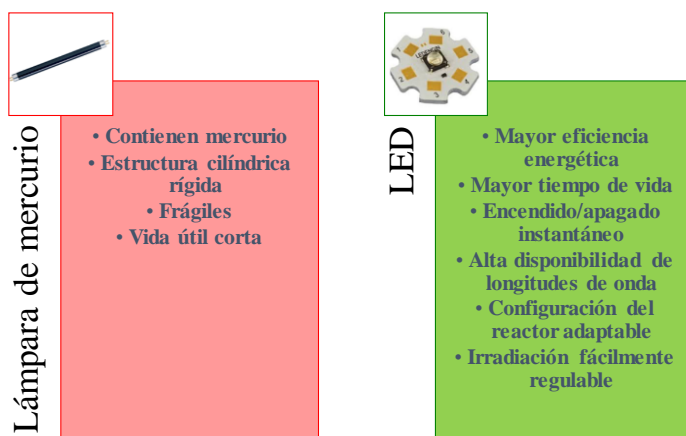 Lámpara de mercurio
• Contienen mercurio
• Estructura cilíndrica
rígida
• Frágiles
• Vida útil corta
LED
• Mayor eficiencia
energética
• Mayor tiempo de vida
• Encendido/apagado
instantáneo
• Alta disponibilidad de
longitudes de onda
• Configuración del
reactor adaptable
• Irradiación fácilmente
regulable